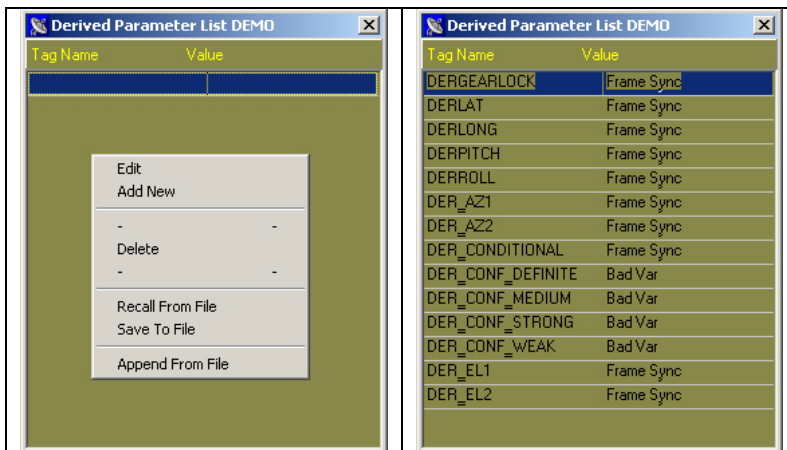 Derived Parameter List DEMO
Tag Name Value
Edit
Add New
- -
Delete
- -
Recall From File
Save To File
Append From File
Derived Parameter List DEMO
Tag Name Value
DERGEARLOCK Frame Sync
DERLAT Frame Sync
DERLONG Frame Sync
DERPITCH Frame Sync
DERROLL Frame Sync
DER_AZ1 Frame Sync
DER_AZ2 Frame Sync
DER_CONDITIONAL Frame Sync
DER_CONF_DEFINITE Bad Var
DER_CONF_MEDIUM Bad Var
DER_CONF_STRONG Bad Var
DER_CONF_WEAK Bad Var
DER_EL1 Frame Sync
DER_EL2 Frame Sync